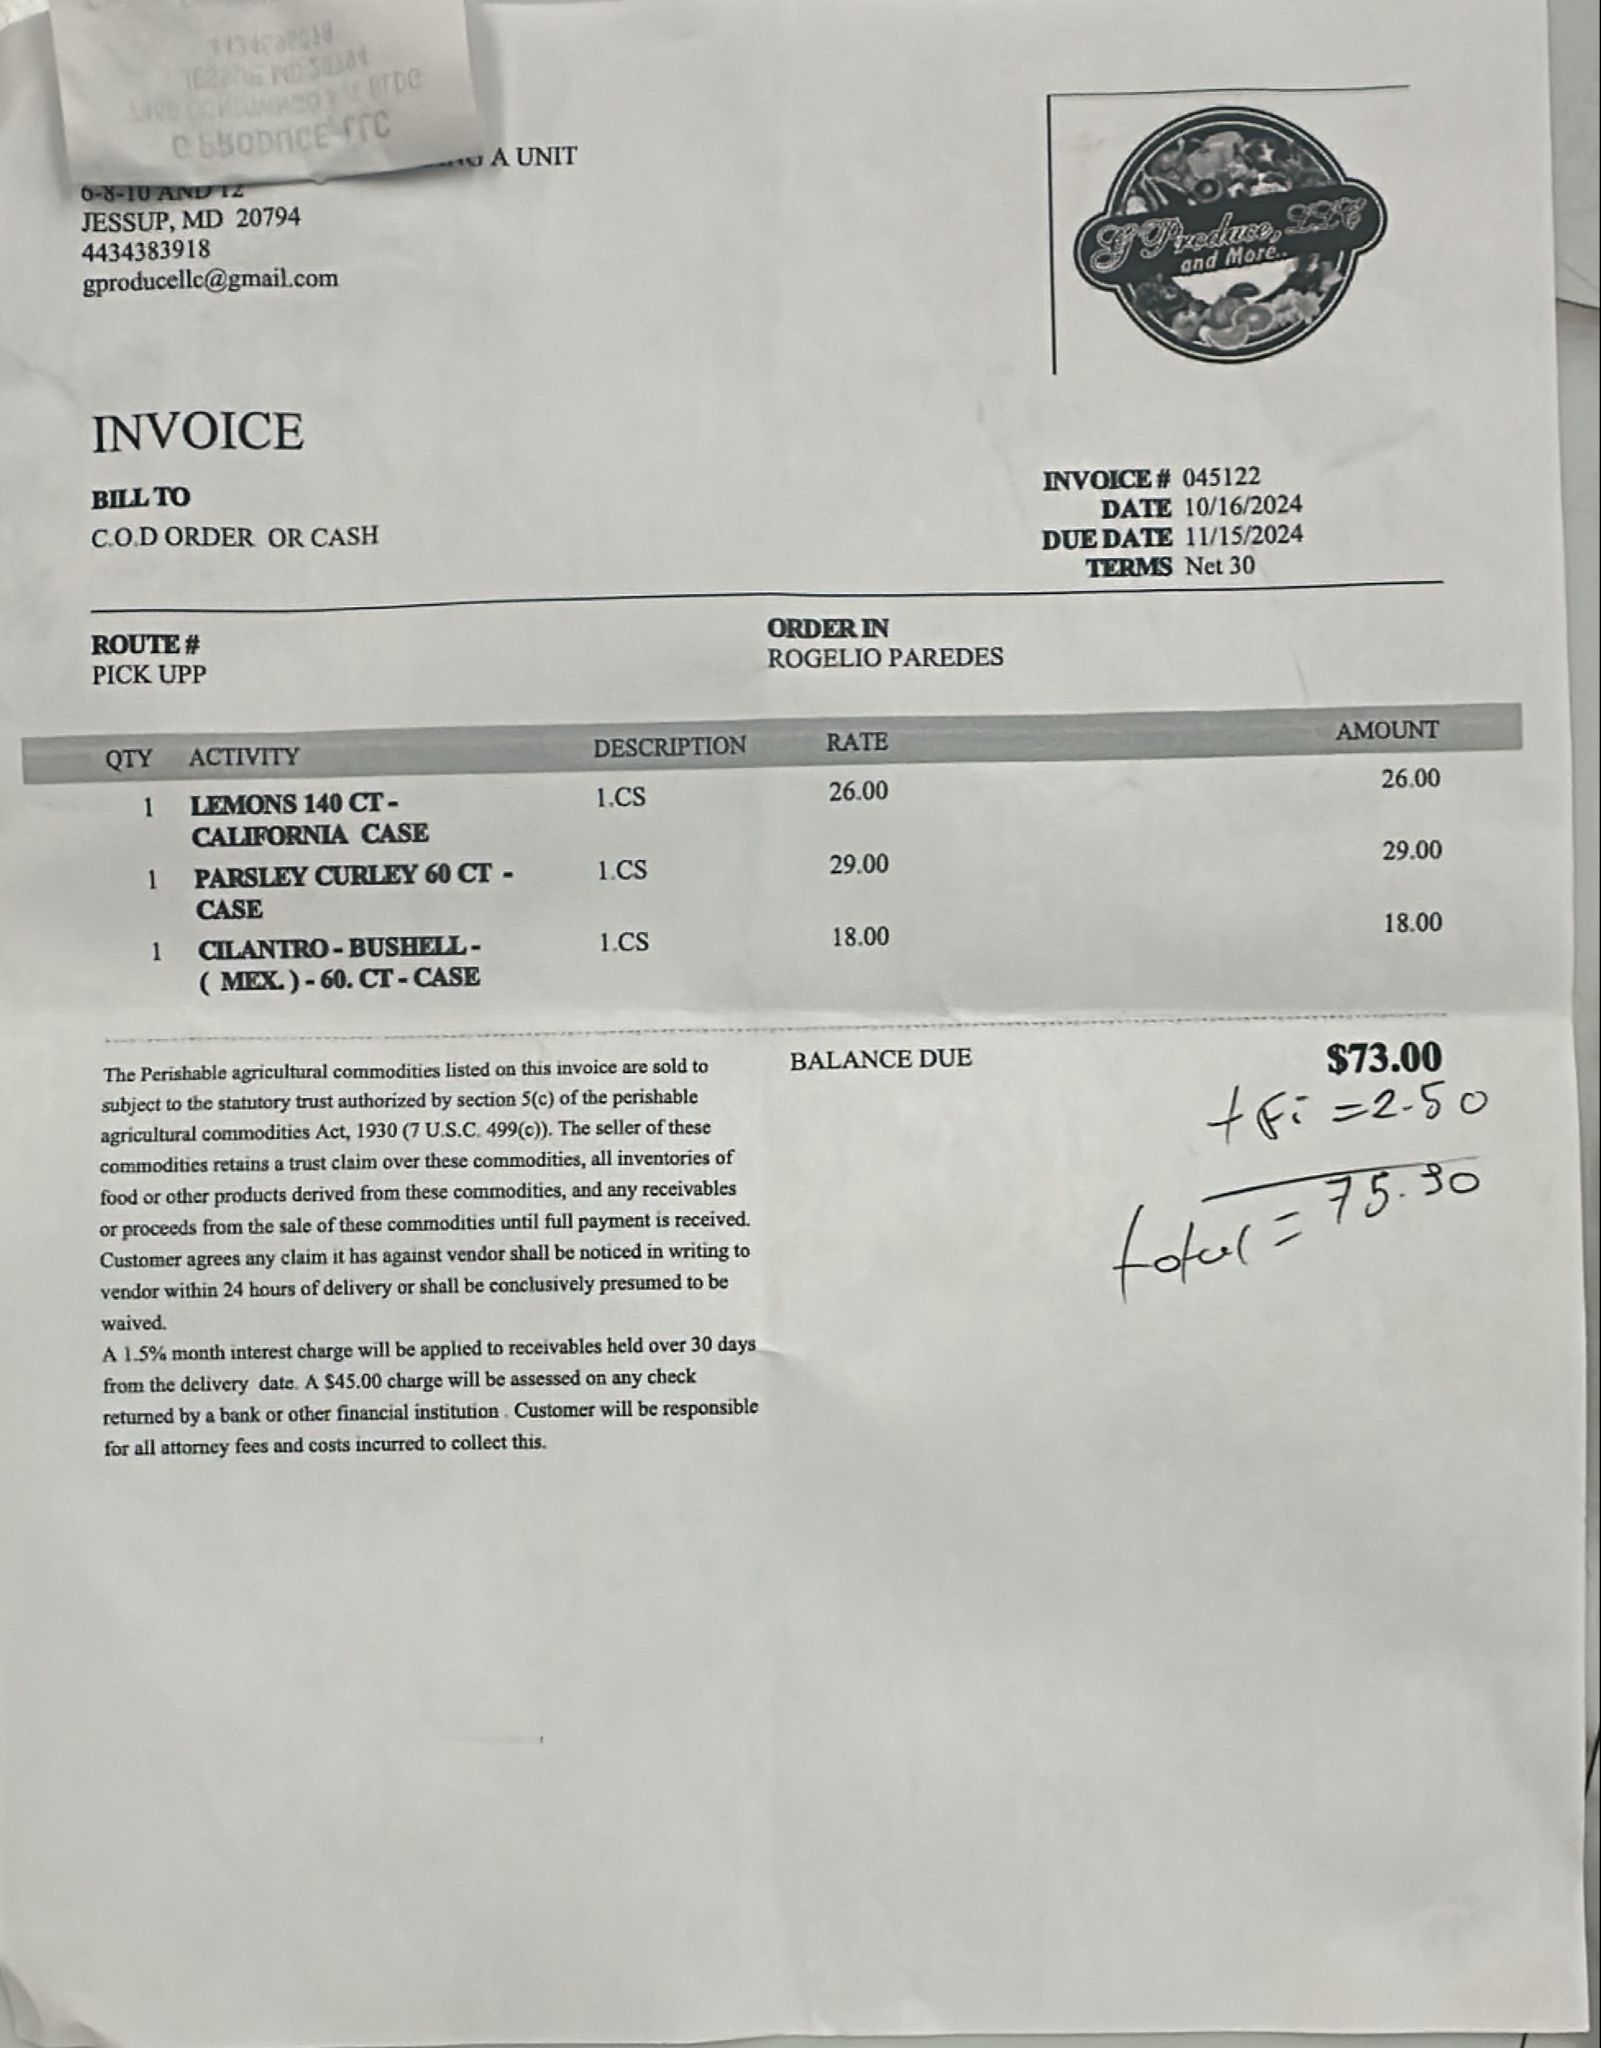 A UNIT
6-8-10 AND 12
JESSUP, MD 20794
4434383918
gproducellc@gmail.com
G Produce, LLC
and More..
INVOICE
BILL TO
C.O.D ORDER OR CASH
INVOICE # 045122
DATE 10/16/2024
DUE DATE 11/15/2024
TERMS Net 30
ROUTE #
PICK UPP
ORDER IN
ROGELIO PAREDES
QTY ACTIVITY DESCRIPTION RATE AMOUNT
1 LEMONS 140 CT - 1.CS 26.00 26.00
CALIFORNIA CASE
1 PARSLEY CURLEY 60 CT - 1.CS 29.00 29.00
CASE
1 CILANTRO - BUSHELL - 1.CS 18.00 18.00
( MEX. ) - 60. CT - CASE
BALANCE DUE $73.00
+ Fi = 2.50
total = 75.30
The Perishable agricultural commodities listed on this invoice are sold to
subject to the statutory trust authorized by section 5(c) of the perishable
agricultural commodities Act, 1930 (7 U.S.C. 499(c)). The seller of these
commodities retains a trust claim over these commodities, all inventories of
food or other products derived from these commodities, and any receivables
or proceeds from the sale of these commodities until full payment is received.
Customer agrees any claim it has against vendor shall be noticed in writing to
vendor within 24 hours of delivery or shall be conclusively presumed to be
waived.
A 1.5% month interest charge will be applied to receivables held over 30 days
from the delivery date. A $45.00 charge will be assessed on any check
returned by a bank or other financial institution . Customer will be responsible
for all attorney fees and costs incurred to collect this.